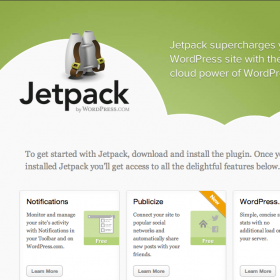 Jetpack supercharges y
WordPress site with the
cloud power of WordPr
Jetpack
by WORDPRESS.COM
To get started with Jetpack, download and install the plugin. Once yo
installed Jetpack you'll get access to all the delightful features below.
Notifications
Monitor and manage
your site's activity
with Notifications in
your Toolbar and on
WordPress.com.
Free
Learn More
Publicize
New
Connect your site to
popular social
networks and
automatically share
new posts with your
friends.
Free
Learn More
WordPress.
Simple, concise s
stats with no
additional load on
your server.
Learn More